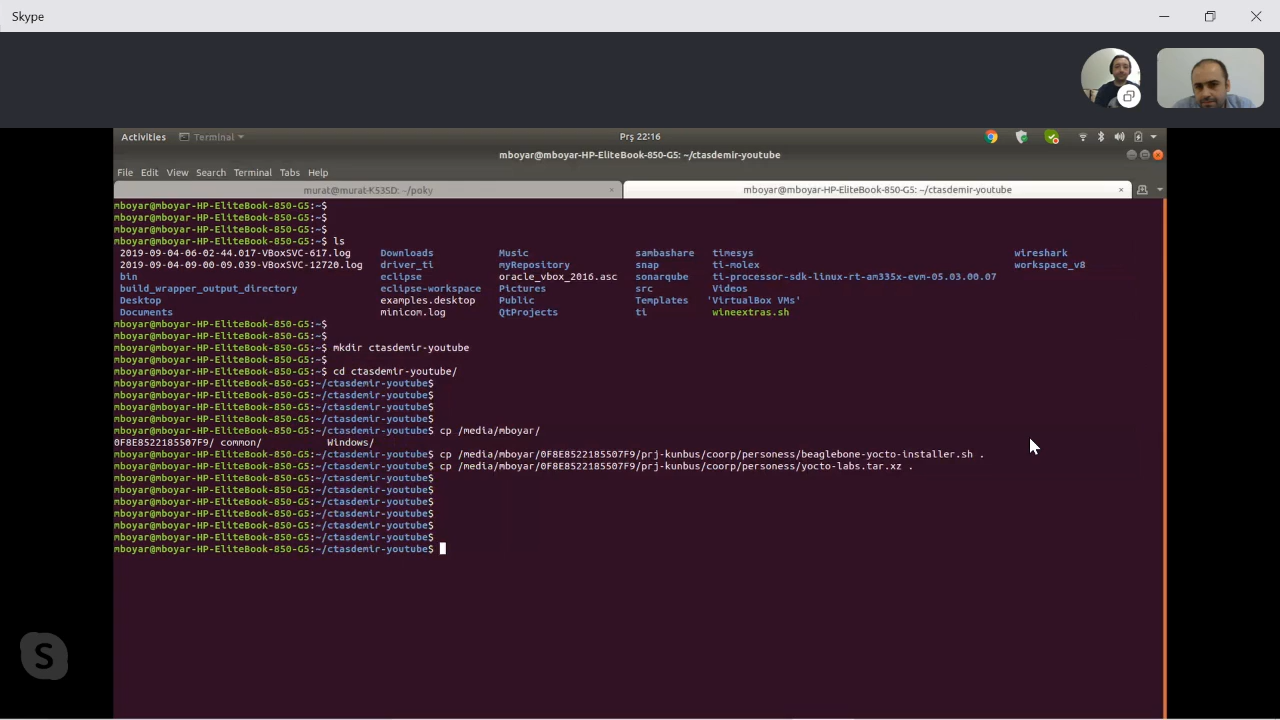 Skype
Activities Terminal Prş 22:16
mboyar@mboyar-HP-EliteBook-850-G5: ~/ctasdemir-youtube
File Edit View Search Terminal Tabs Help
murat@murat-K53SD: ~/poky × mboyar@mboyar-HP-EliteBook-850-G5: ~/ctasdemir-youtube ×
mboyar@mboyar-HP-EliteBook-850-G5:~$
mboyar@mboyar-HP-EliteBook-850-G5:~$
mboyar@mboyar-HP-EliteBook-850-G5:~$
mboyar@mboyar-HP-EliteBook-850-G5:~$ ls
2019-09-04-06-02-44.017-VBoxSVC-617.log Downloads Music sambashare timesys wireshark
2019-09-04-09-00-09.039-VBoxSVC-12720.log driver_ti myRepository snap ti-molex workspace_v8
bin eclipse oracle_vbox_2016.asc sonarqube ti-processor-sdk-linux-rt-am335x-evm-05.03.00.07
build_wrapper_output_directory eclipse-workspace Pictures src Videos
Desktop examples.desktop Public Templates 'VirtualBox VMs'
Documents minicom.log QtProjects ti wineextras.sh
mboyar@mboyar-HP-EliteBook-850-G5:~$
mboyar@mboyar-HP-EliteBook-850-G5:~$
mboyar@mboyar-HP-EliteBook-850-G5:~$ mkdir ctasdemir-youtube
mboyar@mboyar-HP-EliteBook-850-G5:~$
mboyar@mboyar-HP-EliteBook-850-G5:~$ cd ctasdemir-youtube/
mboyar@mboyar-HP-EliteBook-850-G5:~/ctasdemir-youtube$
mboyar@mboyar-HP-EliteBook-850-G5:~/ctasdemir-youtube$
mboyar@mboyar-HP-EliteBook-850-G5:~/ctasdemir-youtube$
mboyar@mboyar-HP-EliteBook-850-G5:~/ctasdemir-youtube$
mboyar@mboyar-HP-EliteBook-850-G5:~/ctasdemir-youtube$ cp /media/mboyar/
0F8E8522185507F9/ common/ Windows/
mboyar@mboyar-HP-EliteBook-850-G5:~/ctasdemir-youtube$ cp /media/mboyar/0F8E8522185507F9/prj-kunbus/coorp/personess/beaglebone-yocto-installer.sh .
mboyar@mboyar-HP-EliteBook-850-G5:~/ctasdemir-youtube$ cp /media/mboyar/0F8E8522185507F9/prj-kunbus/coorp/personess/yocto-labs.tar.xz .
mboyar@mboyar-HP-EliteBook-850-G5:~/ctasdemir-youtube$
mboyar@mboyar-HP-EliteBook-850-G5:~/ctasdemir-youtube$
mboyar@mboyar-HP-EliteBook-850-G5:~/ctasdemir-youtube$
mboyar@mboyar-HP-EliteBook-850-G5:~/ctasdemir-youtube$
mboyar@mboyar-HP-EliteBook-850-G5:~/ctasdemir-youtube$
mboyar@mboyar-HP-EliteBook-850-G5:~/ctasdemir-youtube$
mboyar@mboyar-HP-EliteBook-850-G5:~/ctasdemir-youtube$
S